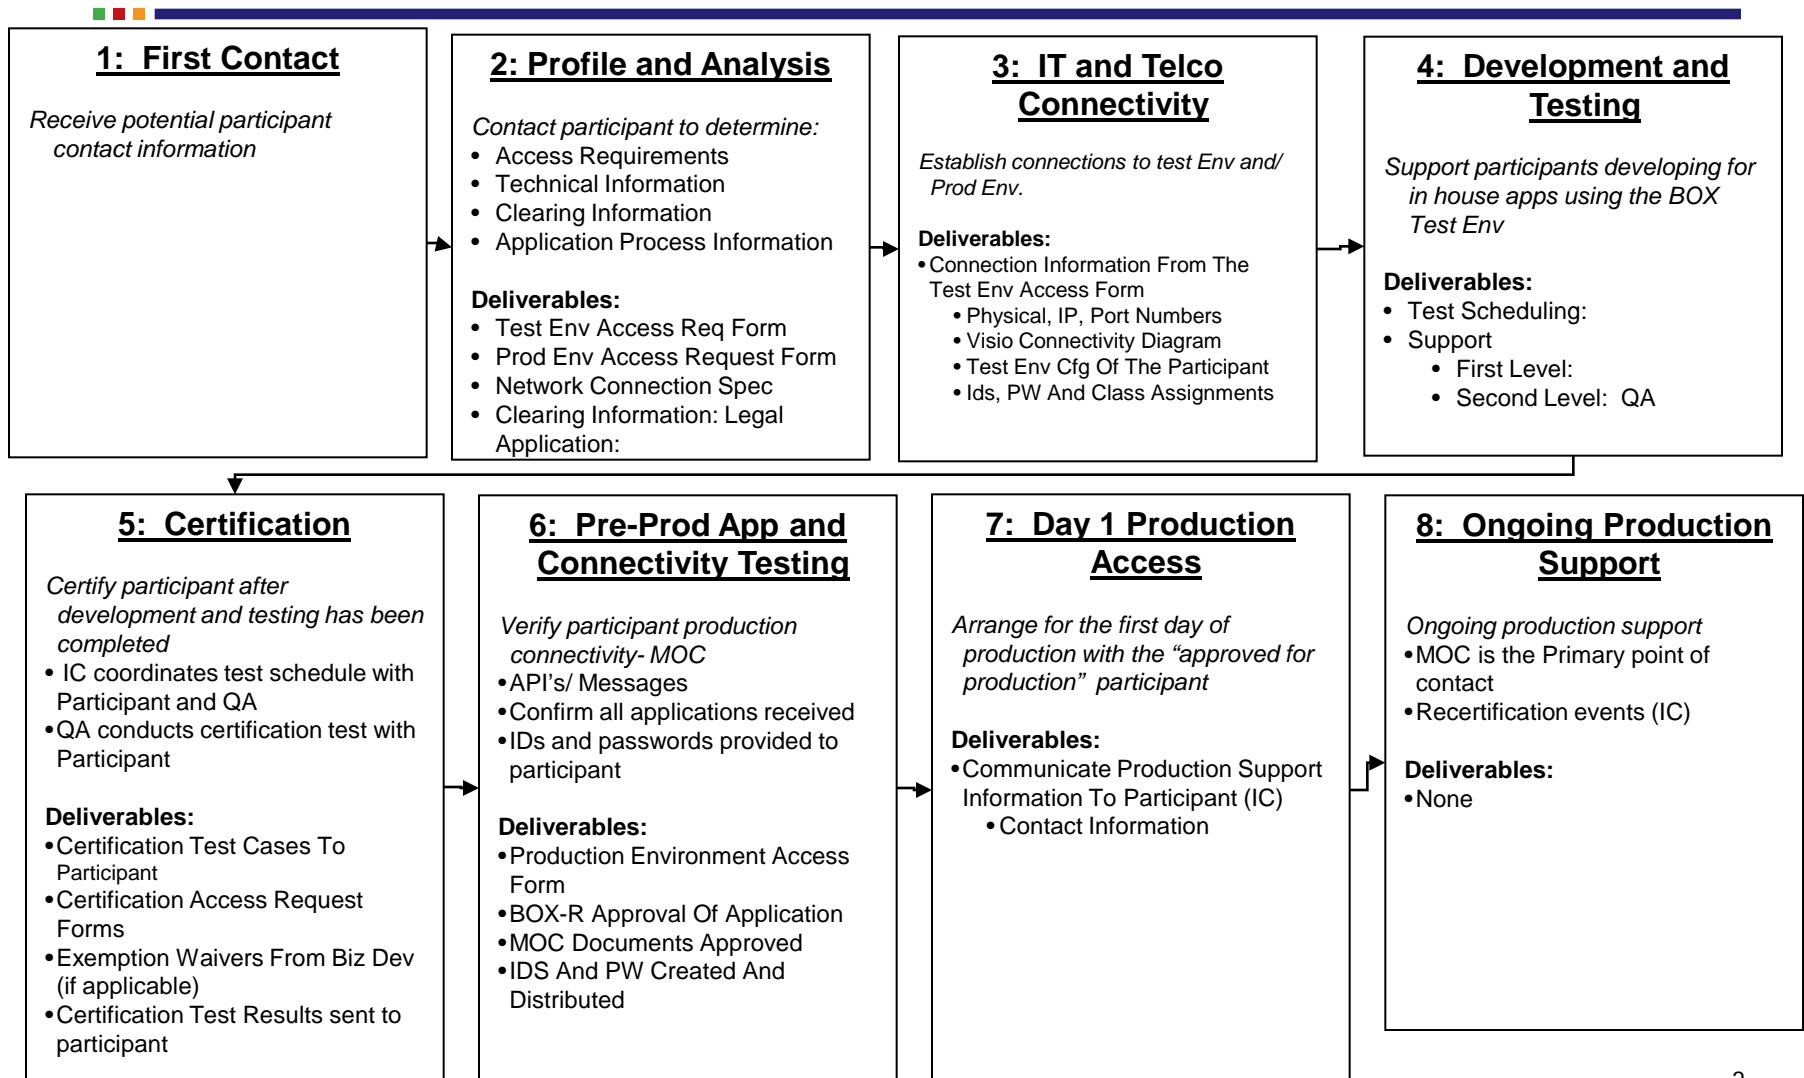 1: First Contact
Receive potential participant
contact information
2: Profile and Analysis
Contact participant to determine:
• Access Requirements
• Technical Information
• Clearing Information
• Application Process Information
Deliverables:
• Test Env Access Req Form
• Prod Env Access Request Form
• Network Connection Spec
• Clearing Information: Legal
Application:
3: IT and Telco
Connectivity
Establish connections to test Env and/
Prod Env.
Deliverables:
• Connection Information From The
Test Env Access Form
• Physical, IP, Port Numbers
• Visio Connectivity Diagram
• Test Env Cfg Of The Participant
• Ids, PW And Class Assignments
4: Development and
Testing
Support participants developing for
in house apps using the BOX
Test Env
Deliverables:
• Test Scheduling:
• Support
• First Level:
• Second Level: QA
5: Certification
Certify participant after
development and testing has been
completed
• IC coordinates test schedule with
Participant and QA
• QA conducts certification test with
Participant
Deliverables:
• Certification Test Cases To
Participant
• Certification Access Request
Forms
• Exemption Waivers From Biz Dev
(if applicable)
• Certification Test Results sent to
participant
6: Pre-Prod App and
Connectivity Testing
Verify participant production
connectivity- MOC
• API's/ Messages
• Confirm all applications received
• IDs and passwords provided to
participant
Deliverables:
• Production Environment Access
Form
• BOX-R Approval Of Application
• MOC Documents Approved
• IDS And PW Created And
Distributed
7: Day 1 Production
Access
Arrange for the first day of
production with the “approved for
production” participant
Deliverables:
• Communicate Production Support
Information To Participant (IC)
• Contact Information
8: Ongoing Production
Support
Ongoing production support
• MOC is the Primary point of
contact
• Recertification events (IC)
Deliverables:
• None